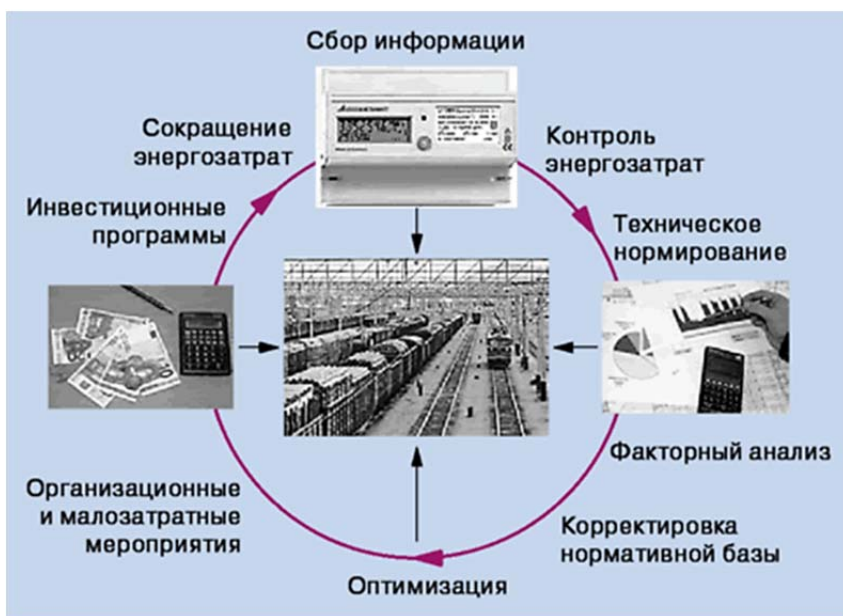 Сбор информации
Сокращение
энергозатрат
Контроль
энергозатрат
Инвестиционные
программы
Техническое
нормирование
Факторный анализ
Организационные
и малозатратные
мероприятия
Корректировка
нормативной базы
Оптимизация